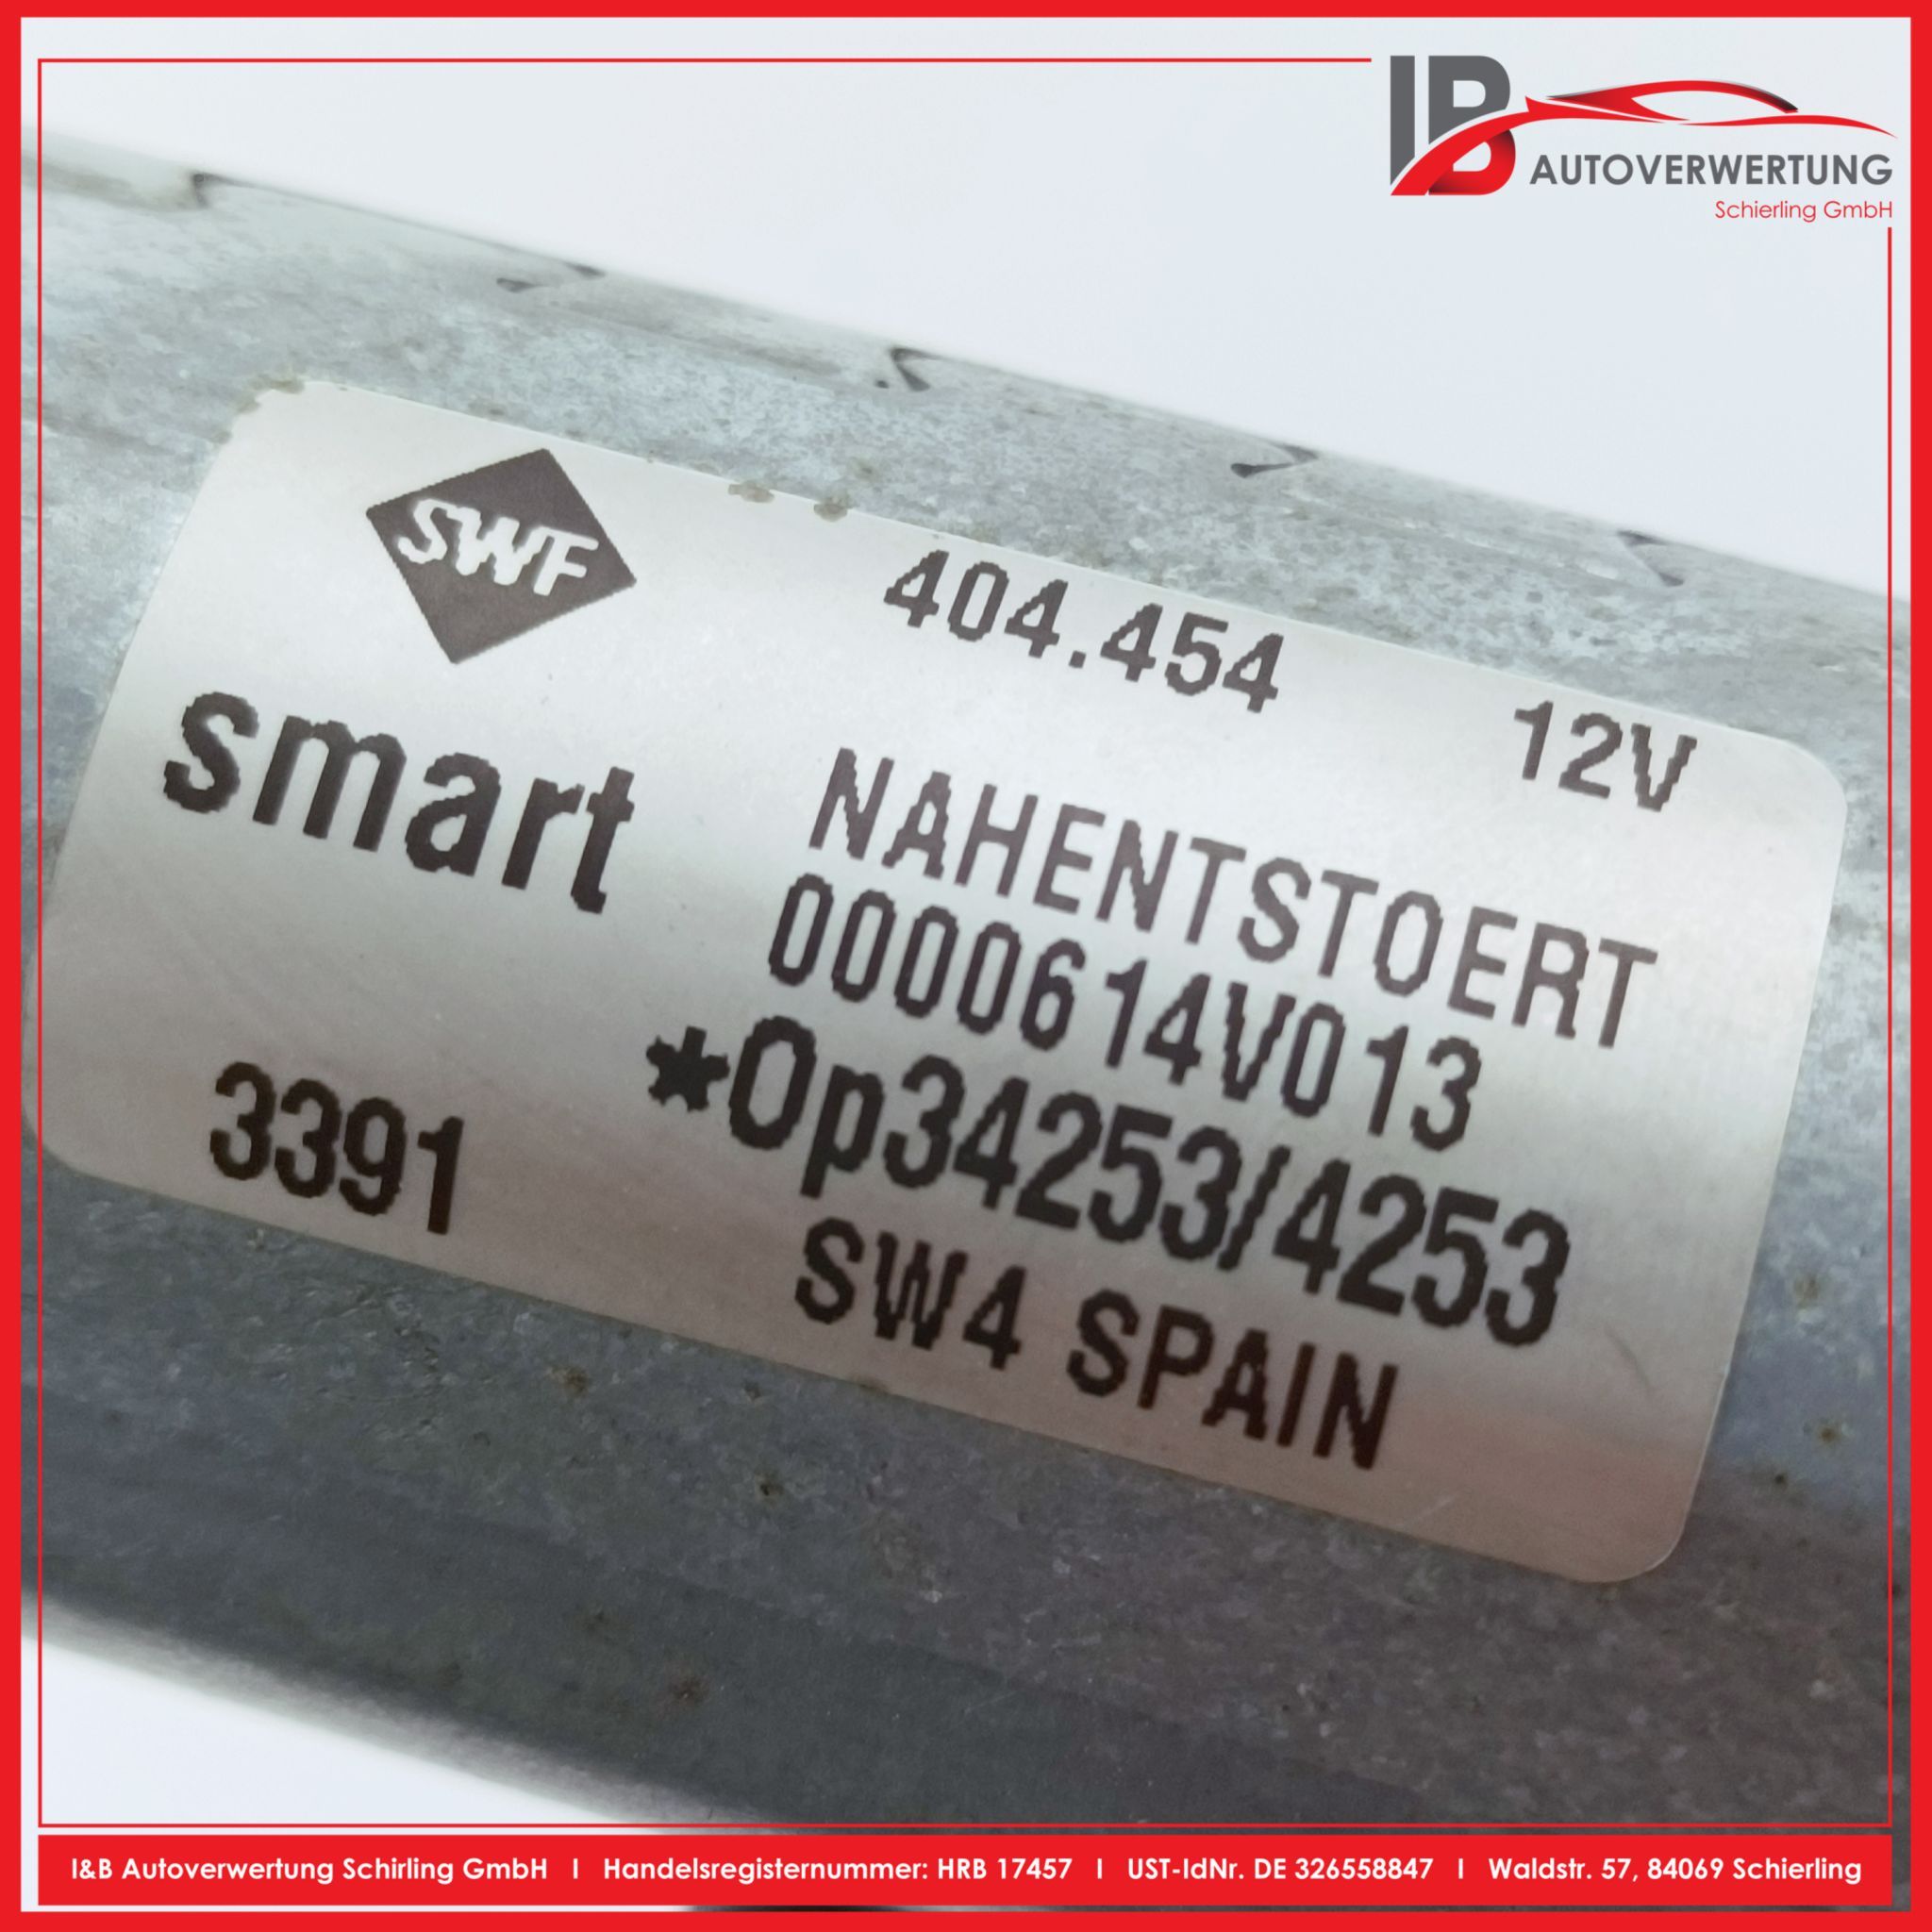 IB
AUTOVERWERTUNG
Schierling GmbH
SWF
404.454
12V
smart
NAHENTSTOERT
0000614V013
*Op34253/4253
3391
SW4 SPAIN
I&B Autoverwertung Schirling GmbH | Handelsregisternummer: HRB 17457 | UST-IdNr. DE 326558847 | Waldstr. 57, 84069 Schierling